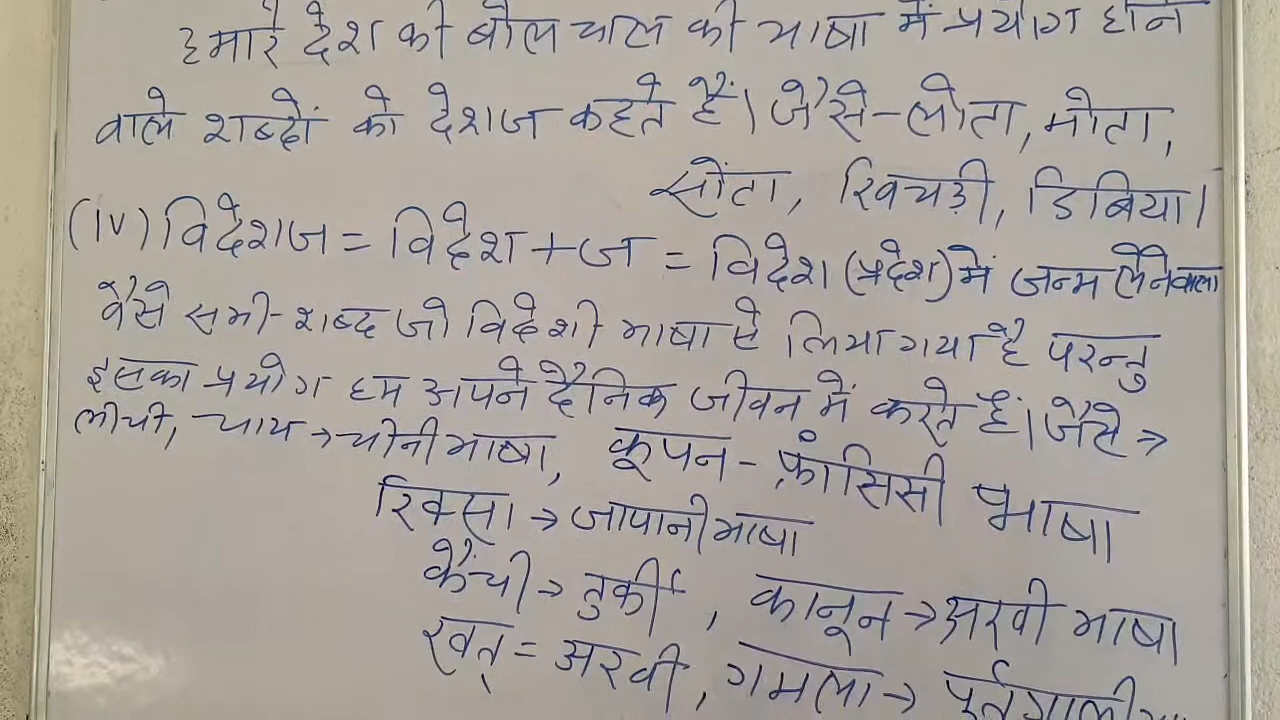 हमारे देश की बोल चाल की भाषा में प्रयोग होने
वाले शब्दों को देशज कहते हैं। जैसे-लोटा, मोटा,
सोंटा, खिचड़ी, डिबिया।
(iv) विदेशज = विदेश + ज = विदेश (प्रदेश) में जन्म लेनेवाला
वैसे सभी-शब्द जो विदेशी भाषा से लिया गया है परन्तु
इसका प्रयोग हम अपने दैनिक जीवन में करते हैं। जैसे →
लीची, चाय → चीनी भाषा, कूपन - फ्रांसिसी भाषा
रिक्सा → जापानी भाषा
कैंची → तुर्की, कानून → अरबी भाषा
खत् = अरबी, गमला → पुर्तगाली